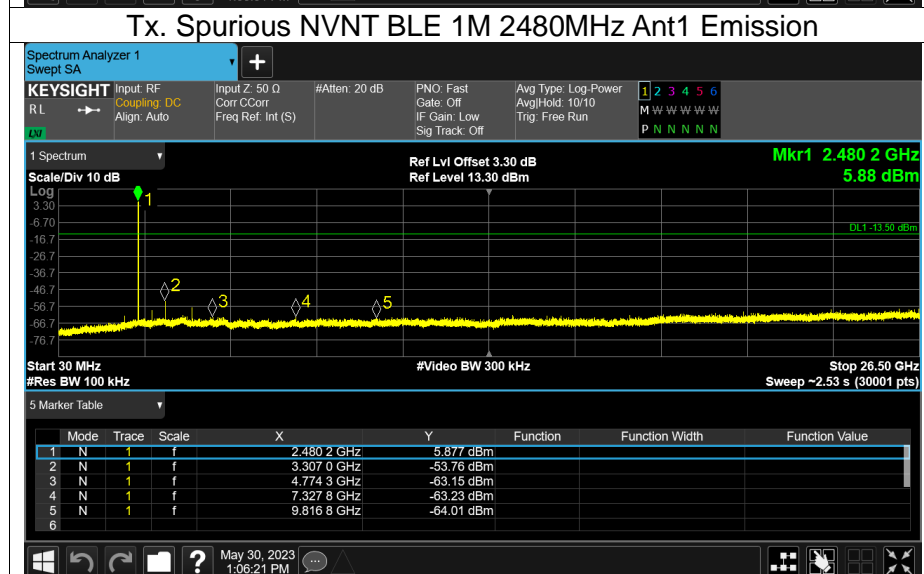 Tx. Spurious NVNT BLE 1M 2480MHz Ant1 Emission
Spectrum Analyzer 1
Swept SA
+
KEYSIGHT
RL
LXI
Input: RF
Coupling: DC
Align: Auto
Input Z: 50 Ω
Corr CCorr
Freq Ref: Int (S)
#Atten: 20 dB
PNO: Fast
Gate: Off
IF Gain: Low
Sig Track: Off
Avg Type: Log-Power
Avg|Hold: 10/10
Trig: Free Run
1 2 3 4 5 6
M W W W W W
P N N N N N
1 Spectrum
Scale/Div 10 dB
Ref Lvl Offset 3.30 dB
Ref Level 13.30 dBm
Mkr1 2.480 2 GHz
5.88 dBm
Log
3.30
-6.70
-16.7
-26.7
-36.7
-46.7
-56.7
-66.7
-76.7
DL1 -13.50 dBm
1
2
3
4
5
Start 30 MHz
#Res BW 100 kHz
#Video BW 300 kHz
Stop 26.50 GHz
Sweep ~2.53 s (30001 pts)
5 Marker Table
Mode Trace Scale X Y Function Function Width Function Value
1 N 1 f 2.480 2 GHz 5.877 dBm
2 N 1 f 3.307 0 GHz -53.76 dBm
3 N 1 f 4.774 3 GHz -63.15 dBm
4 N 1 f 7.327 8 GHz -63.23 dBm
5 N 1 f 9.816 8 GHz -64.01 dBm
6
?
May 30, 2023
1:06:21 PM